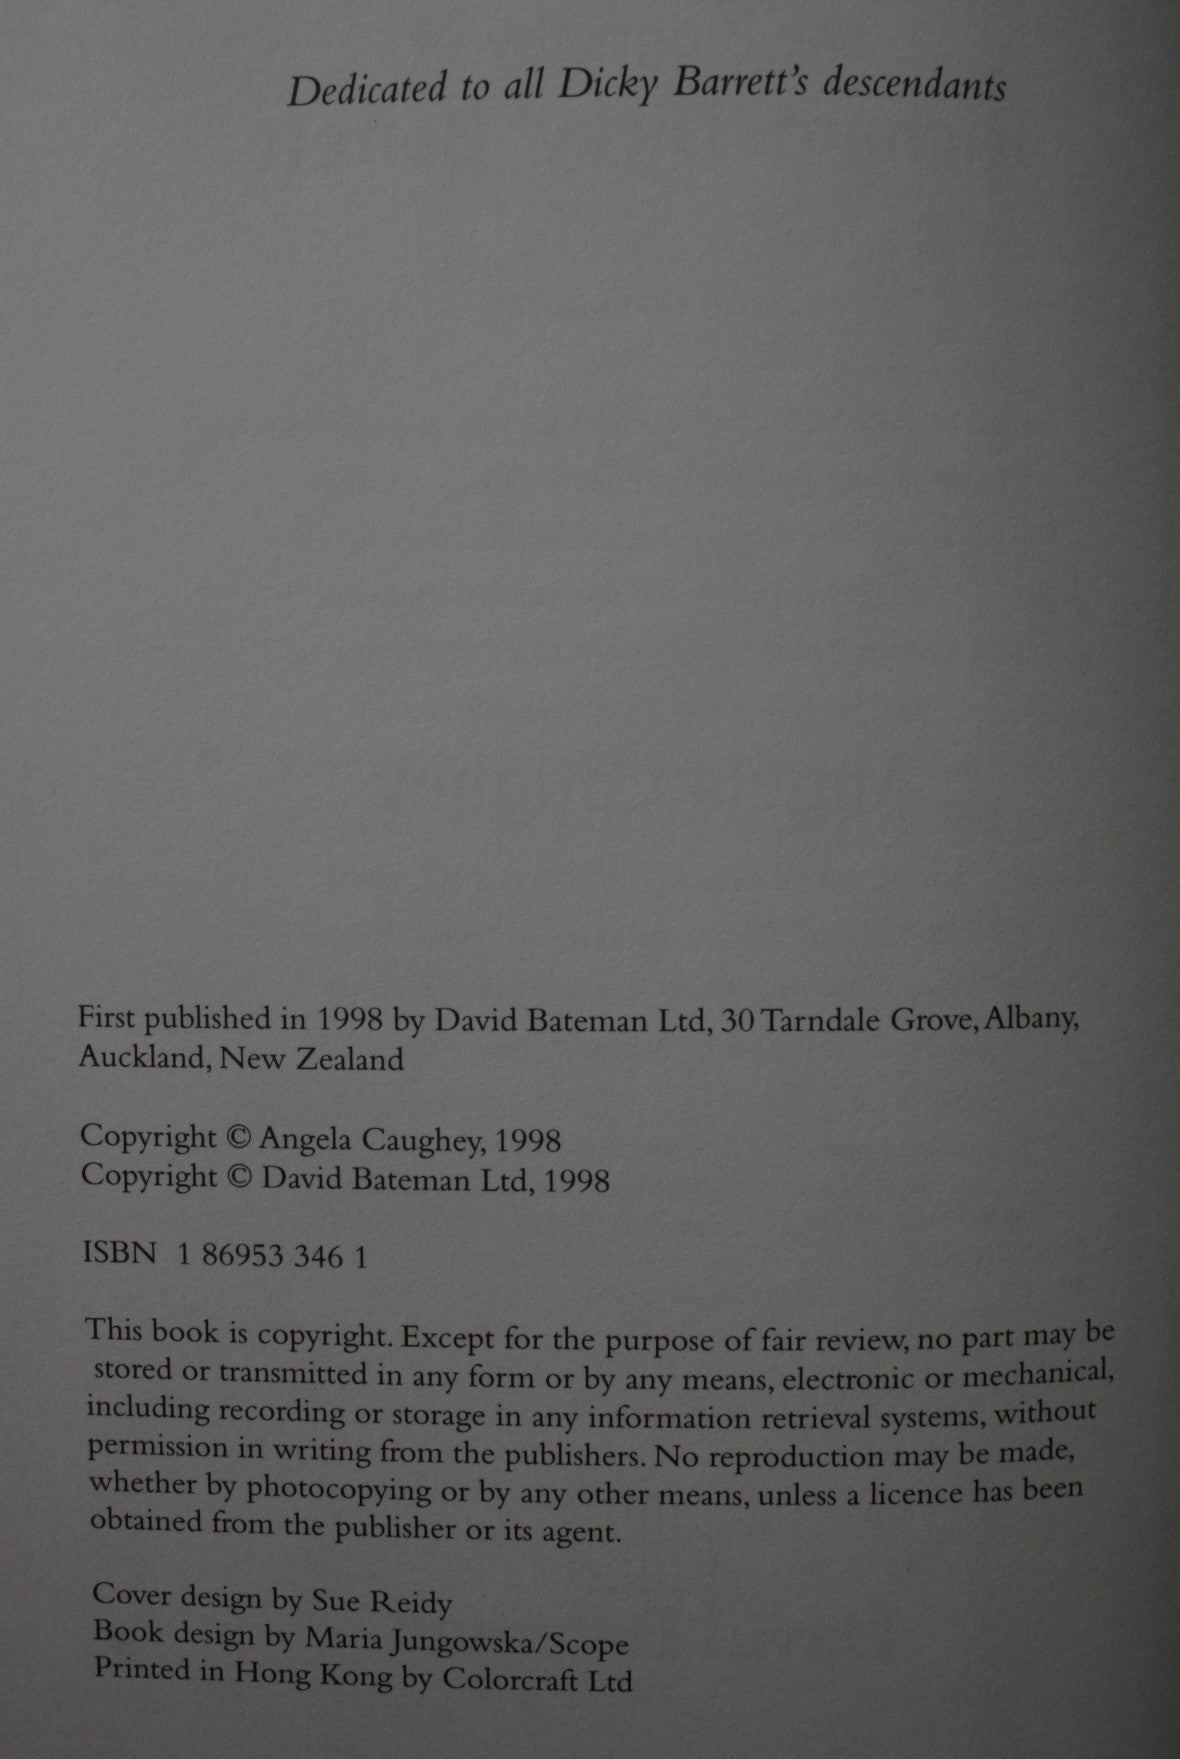 Dedicated to all Dicky Barrett's descendants
First published in 1998 by David Bateman Ltd, 30 Tarndale Grove, Albany,
Auckland, New Zealand
Copyright © Angela Caughey, 1998
Copyright © David Bateman Ltd, 1998
ISBN 1 86953 346 1
This book is copyright. Except for the purpose of fair review, no part may be
stored or transmitted in any form or by any means, electronic or mechanical,
including recording or storage in any information retrieval systems, without
permission in writing from the publishers. No reproduction may be made,
whether by photocopying or by any other means, unless a licence has been
obtained from the publisher or its agent.
Cover design by Sue Reidy
Book design by Maria Jungowska/Scope
Printed in Hong Kong by Colorcraft Ltd